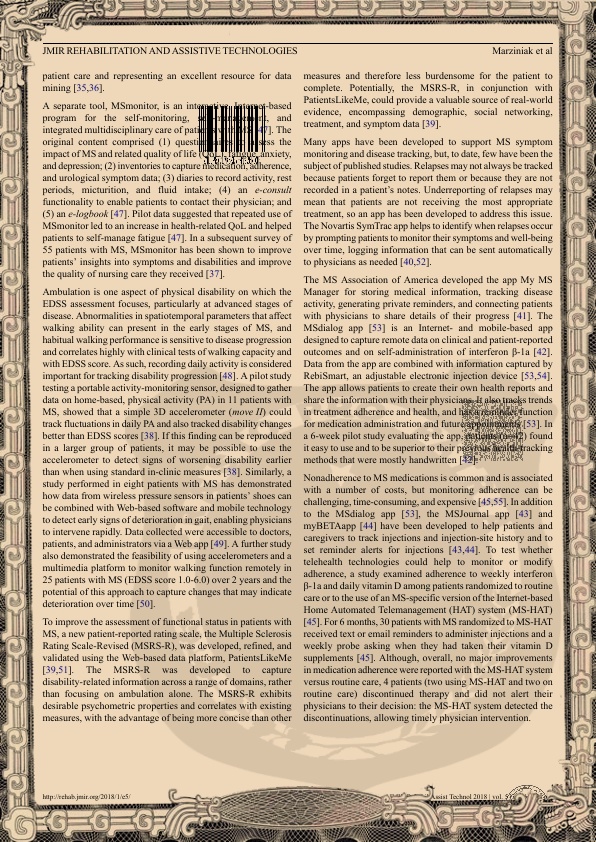 JMIR REHABILITATION AND ASSISTIVE TECHNOLOGIES
Marziniak et al
patient care and representing an excellent resource for data
mining [35,36].
A separate tool, MSmonitor, is an Internet-based
program for the self-monitoring, and
integrated multidisciplinary care of The
original content comprised (1) the
impact of MS and related quality of life anxiety,
and depression; (2) inventories to capture medication, adherence,
and urological symptom data; (3) diaries to record activity, rest
periods, micturition, and fluid intake; (4) an e-consult
functionality to enable patients to contact their physician; and
(5) an e-logbook [47]. Pilot data suggested that repeated use of
MSmonitor led to an increase in health-related QoL and helped
patients to self-manage fatigue [47]. In a subsequent survey of
55 patients with MS, MSmonitor has been shown to improve
patients’ insights into symptoms and disabilities and improve
the quality of nursing care they received [37].
Ambulation is one aspect of physical disability on which the
EDSS assessment focuses, particularly at advanced stages of
disease. Abnormalities in spatiotemporal parameters that affect
walking ability can present in the early stages of MS, and
habitual walking performance is sensitive to disease progression
and correlates highly with clinical tests of walking capacity and
with EDSS score. As such, recording daily activity is considered
important for tracking disability progression [48]. A pilot study
testing a portable activity-monitoring sensor, designed to gather
data on home-based, physical activity (PA) in 11 patients with
MS, showed that a simple 3D accelerometer (move II) could
track fluctuations in daily PA and also tracked disability changes
better than EDSS scores [38]. If this finding can be reproduced
in a larger group of patients, it may be possible to use the
accelerometer to detect signs of worsening disability earlier
than when using standard in-clinic measures [38]. Similarly, a
study performed in eight patients with MS has demonstrated
how data from wireless pressure sensors in patients’ shoes can
be combined with Web-based software and mobile technology
to detect early signs of deterioration in gait, enabling physicians
to intervene rapidly. Data collected were accessible to doctors,
patients, and administrators via a Web app [49]. A further study
also demonstrated the feasibility of using accelerometers and a
multimedia platform to monitor walking function remotely in
25 patients with MS (EDSS score 1.0-6.0) over 2 years and the
potential of this approach to capture changes that may indicate
deterioration over time [50].
To improve the assessment of functional status in patients with
MS, a new patient-reported rating scale, the Multiple Sclerosis
Rating Scale-Revised (MSRS-R), was developed, refined, and
validated using the Web-based data platform, PatientsLikeMe
[39,51]. The MSRS-R was developed to capture
disability-related information across a range of domains, rather
than focusing on ambulation alone. The MSRS-R exhibits
desirable psychometric properties and correlates with existing
measures, with the advantage of being more concise than other
measures and therefore less burdensome for the patient to
complete. Potentially, the MSRS-R, in conjunction with
PatientsLikeMe, could provide a valuable source of real-world
evidence, encompassing demographic, social networking,
treatment, and symptom data [39].
Many apps have been developed to support MS symptom
monitoring and disease tracking, but, to date, few have been the
subject of published studies. Relapses may not always be tracked
because patients forget to report them or because they are not
recorded in a patient’s notes. Underreporting of relapses may
mean that patients are not receiving the most appropriate
treatment, so an app has been developed to address this issue.
The Novartis SymTrac app helps to identify when relapses occur
by prompting patients to monitor their symptoms and well-being
over time, logging information that can be sent automatically
to physicians as needed [40,52].
The MS Association of America developed the app My MS
Manager for storing medical information, tracking disease
activity, generating private reminders, and connecting patients
with physicians to share details of their progress [41]. The
MSdialog app [53] is an Internet- and mobile-based app
designed to capture remote data on clinical and patient-reported
outcomes and on self-administration of interferon β-1a [42].
Data from the app are combined with information captured by
RebiSmart, an adjustable electronic injection device [53,54].
The app allows patients to create their own health reports and
share the information with their physicians. It also tracks trends
in treatment adherence and health, and has a reminder function
for medication administration and future appointments [53]. In
a 6-week pilot study evaluating the app, patients found
it easy to use and to be superior to their previous health-tracking
methods that were mostly handwritten
Nonadherence to MS medications is common and is associated
with a number of costs, but monitoring adherence can be
challenging, time-consuming, and expensive [45,55]. In addition
to the MSdialog app [53], the MSJournal app [43] and
myBETAapp [44] have been developed to help patients and
caregivers to track injections and injection-site history and to
set reminder alerts for injections [43,44]. To test whether
telehealth technologies could help to monitor or modify
adherence, a study examined adherence to weekly interferon
β-1a and daily vitamin D among patients randomized to routine
care or to the use of an MS-specific version of the Internet-based
Home Automated Telemanagement (HAT) system (MS-HAT)
[45]. For 6 months, 30 patients with MS randomized to MS-HAT
received text or email reminders to administer injections and a
weekly probe asking when they had taken their vitamin D
supplements [45]. Although, overall, no major improvements
in medication adherence were reported with the MS-HAT system
versus routine care, 4 patients (two using MS-HAT and two on
routine care) discontinued therapy and did not alert their
physicians to their decision: the MS-HAT system detected the
discontinuations, allowing timely physician intervention.
http://rehab.jmir.org/2018/1/e5/
Assist Technol 2018 | vol. 5